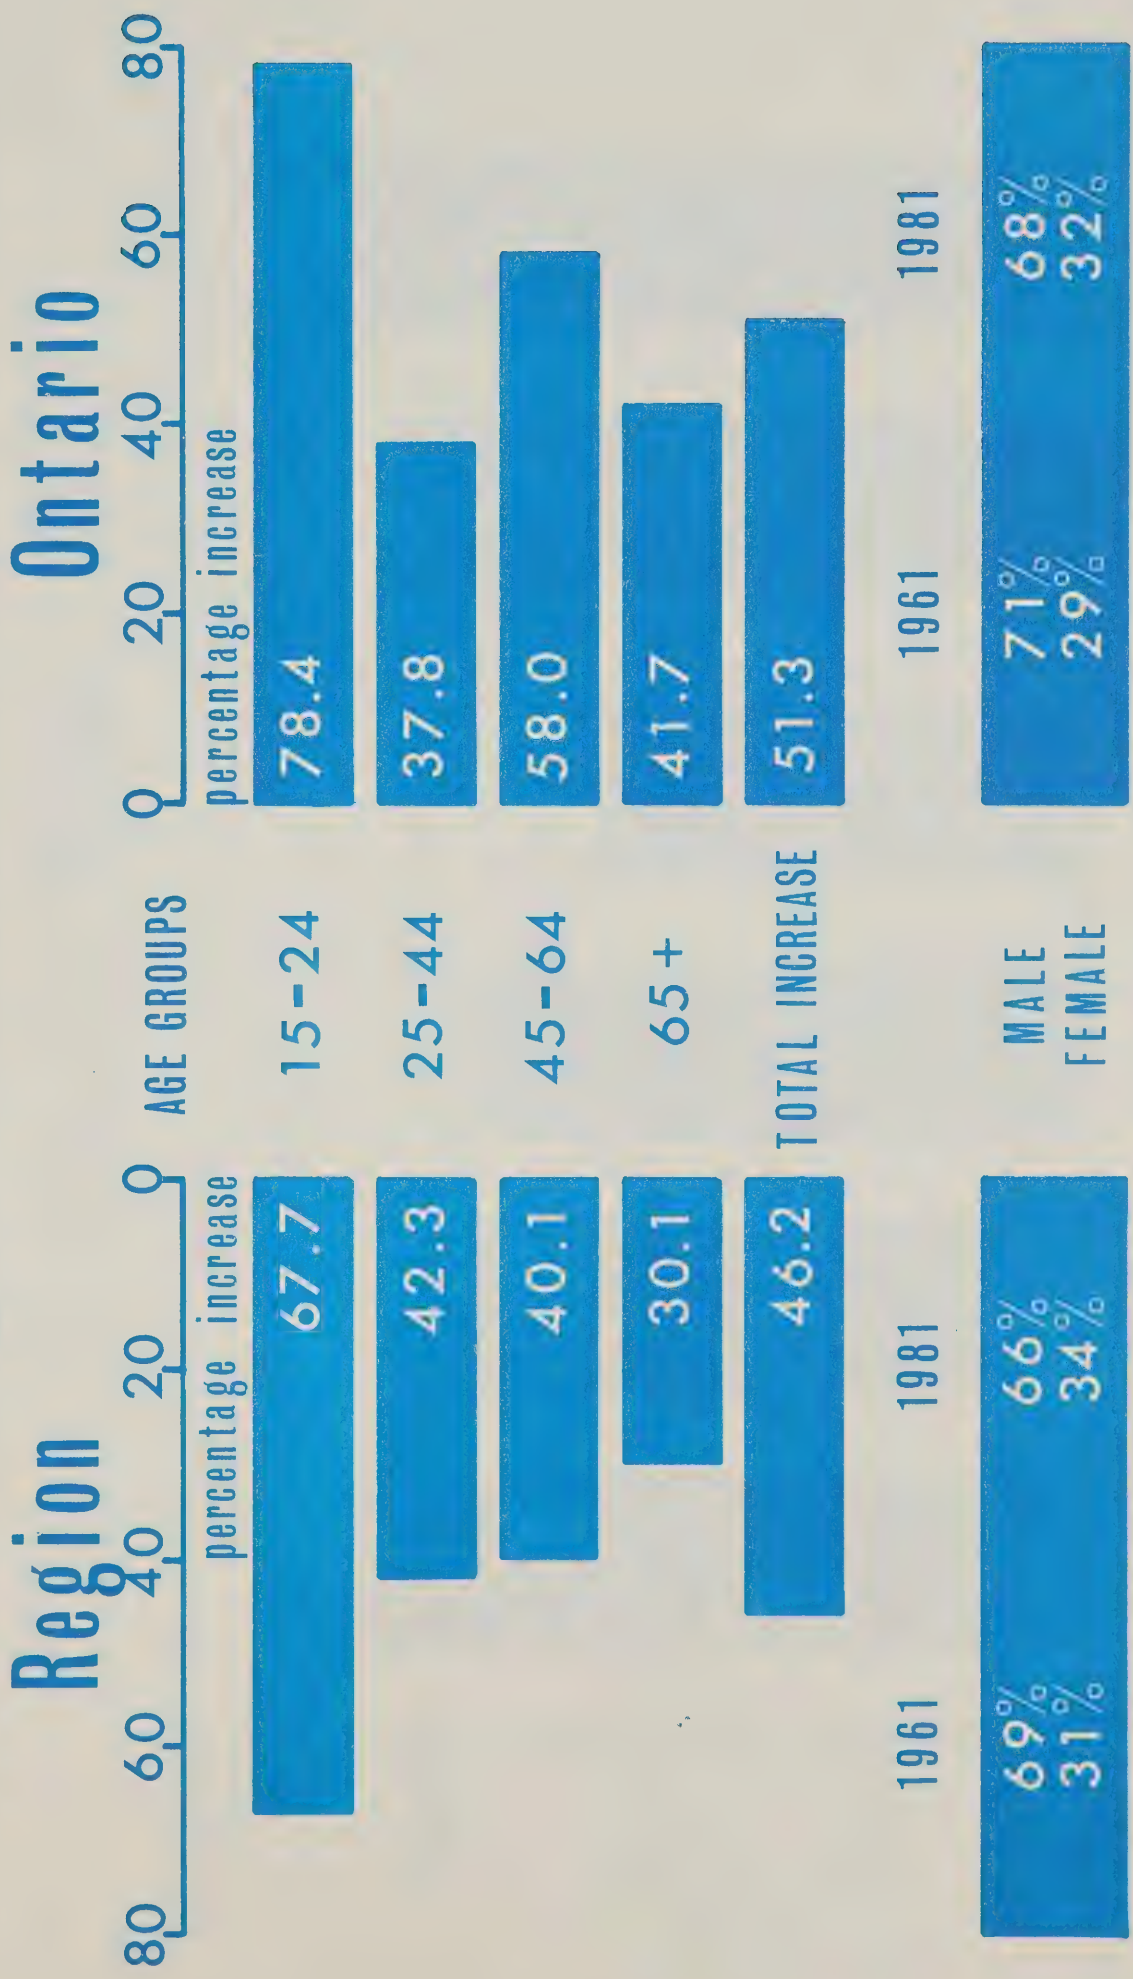 Region Ontario
80 60 40 20 0 AGE GROUPS 0 20 40 60 80
percentage increase percentage increase
67.7 15-24 78.4
42.3 25-44 37.8
40.1 45-64 58.0
30.1 65+ 41.7
46.2 TOTAL INCREASE 51.3
1961 1981 1961 1981
69% 66% MALE 71% 68%
31% 34% FEMALE 29% 32%